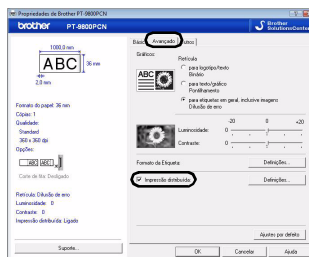 Propriedades de Brother PT-9800PCN
brother PT-9800PCN
Brother SolutionsCenter
1000,0 mm
ABC
36 mm
2,0 mm
Formato do papel: 36 mm
Cópias: 1
Qualidade:
Standard
360 x 360 dpi
Opções:
ABC ABC
Corte de fita: Desligado
Retícula: Difusão de erro
Luminosidade: 0
Contraste: 0
Impressão distribuída: Ligado
Suporte...
Básico Avançado Outros
Gráficos
ABC
Retícula
para logotipo/texto
Binário
para texto/gráfico
Pontilhamento
para etiquetas em geral, inclusive imagens
Difusão de erro
-20 0 +20
Luminosidade: 0
Contraste: 0
Formato da Etiqueta Definições...
Impressão distribuída: Definições...
Ajustes por defeito
OK Cancelar Ajuda